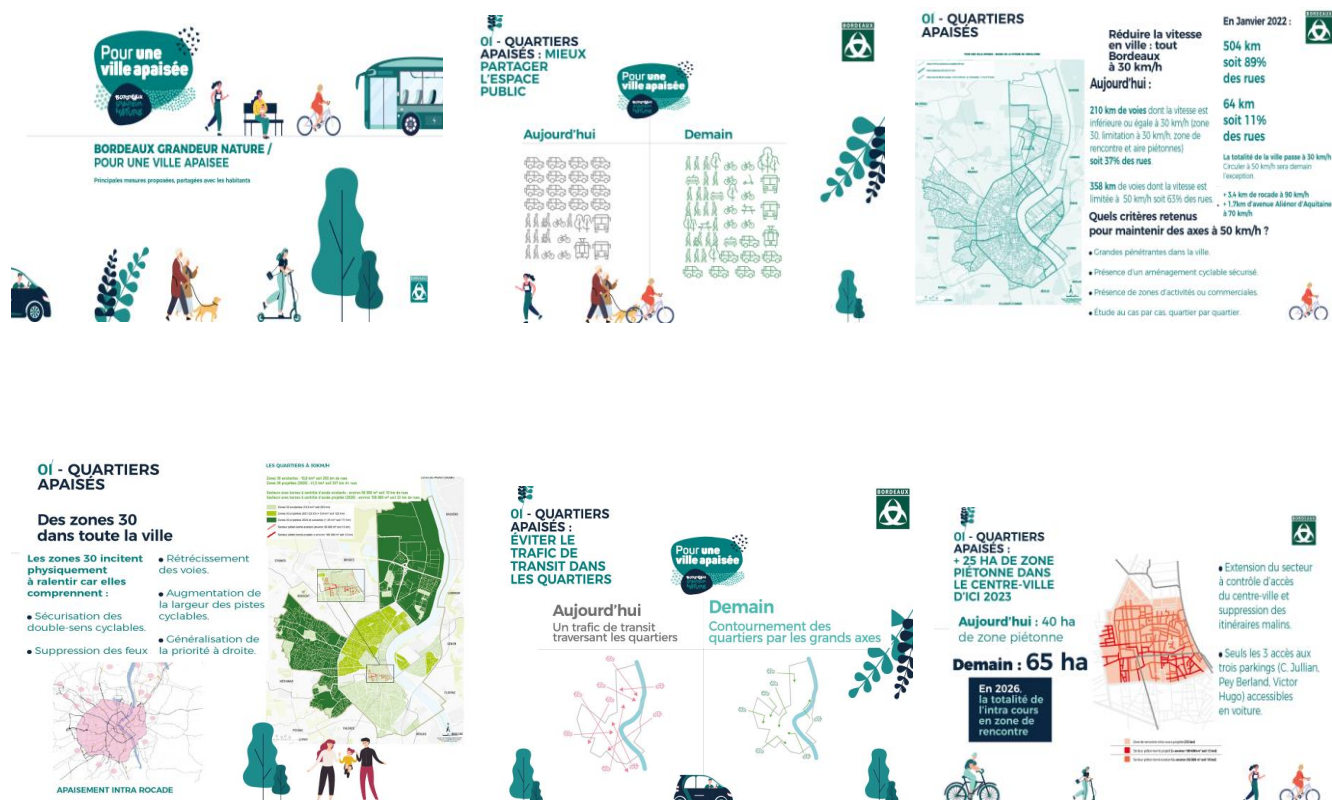 Pour une
ville apaisée
BORDEAUX GRANDEUR NATURE /
POUR UNE VILLE APAISEE
Principales mesures proposées, partagées avec les habitants
01 - QUARTIERS
APAISÉS : MIEUX
PARTAGER
L'ESPACE
PUBLIC
BORDEAUX
Pour une
ville apaisée
Aujourd'hui
Demain
01 - QUARTIERS
APAISÉS
Réduire la vitesse
en ville : tout
Bordeaux
à 30 km/h
Aujourd'hui :
210 km de voies dont la vitesse est
inférieure ou égale à 30 km/h (zone
30, limitation à 30 km/h, zone de
rencontre et aire piétonnes)
soit 37% des rues
358 km de voies dont la vitesse est
limitée à 50 km/h soit 63% des rues.
Quels critères retenus
pour maintenir des axes à 50 km/h ?
• Grandes pénétrantes dans la ville.
• Présence d'un aménagement cyclable sécurisé.
• Présence de zones d'activités ou commerciales.
• Étude au cas par cas, quartier par quartier.
En Janvier 2022 :
BORDEAUX
504 km
soit 89%
des rues
64 km
soit 11%
des rues
La totalité de la ville passe à 30 km/h
Circuler à 50 km/h sera demain
l'exception
+ 3,4 km de rocade à 90 km/h
+ 1.7km d'avenue Aliénor d'Aquitaine
à 70 km/h
01 - QUARTIERS
APAISÉS
Des zones 30
dans toute la ville
Les zones 30 incitent
physiquement
à ralentir car elles
comprennent :
• Sécurisation des
double-sens cyclables.
• Suppression des feux
• Rétrécissement
des voies.
• Augmentation de
la largeur des pistes
cyclables.
• Généralisation de
la priorité à droite.
APAISEMENT INTRA ROCADE
LES QUARTIERS À 30KM/H
01 - QUARTIERS
APAISÉS :
ÉVITER LE
TRAFIC DE
TRANSIT DANS
LES QUARTIERS
BORDEAUX
Pour une
ville apaisée
Aujourd'hui
Un trafic de transit
traversant les quartiers
Demain
Contournement des
quartiers par les grands axes
01 - QUARTIERS
APAISÉS :
+ 25 HA DE ZONE
PIÉTONNE DANS
LE CENTRE-VILLE
D'ICI 2023
Aujourd'hui : 40 ha
de zone piétonne
Demain : 65 ha
En 2026,
la totalité de
l'intra cours
en zone de
rencontre
BORDEAUX
• Extension du secteur
à contrôle d'accès
du centre-ville et
suppression des
itinéraires malins.
• Seuls les 3 accès aux
trois parkings (C. Jullian,
Pey Berland, Victor
Hugo) accessibles
en voiture.